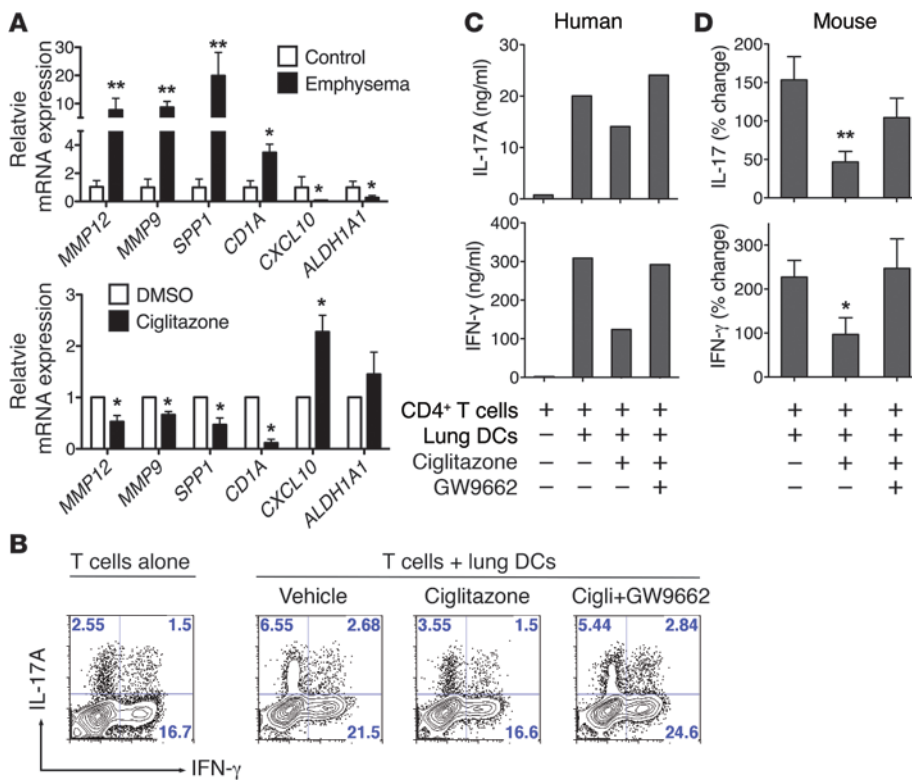 A
Relatvie
mRNA expression
30
20
10
4
2
0
Control
Emphysema
** ** ** * * *
MMP12 MMP9 SPP1 CD1A CXCL10 ALDH1A1
Relatvie
mRNA expression
3
2
1
0
DMSO
Ciglitazone
* * * * *
MMP12 MMP9 SPP1 CD1A CXCL10 ALDH1A1
C Human
IL-17A (ng/ml)
30
20
10
0
IFN-γ (ng/ml)
400
300
200
100
0
D Mouse
IL-17 (% change)
200
150
100
50
0
**
IFN-γ (% change)
300
200
100
0
*
CD4+ T cells + + + + + + +
Lung DCs – + + + + + +
Ciglitazone – – + + – + +
GW9662 – – – + – – +
B
T cells alone
T cells + lung DCs
Vehicle Ciglitazone Cigli+GW9662
IL-17A
2.55 1.5
16.7
6.55 2.68
21.5
3.55 1.5
16.6
5.44 2.84
24.6
IFN-γ